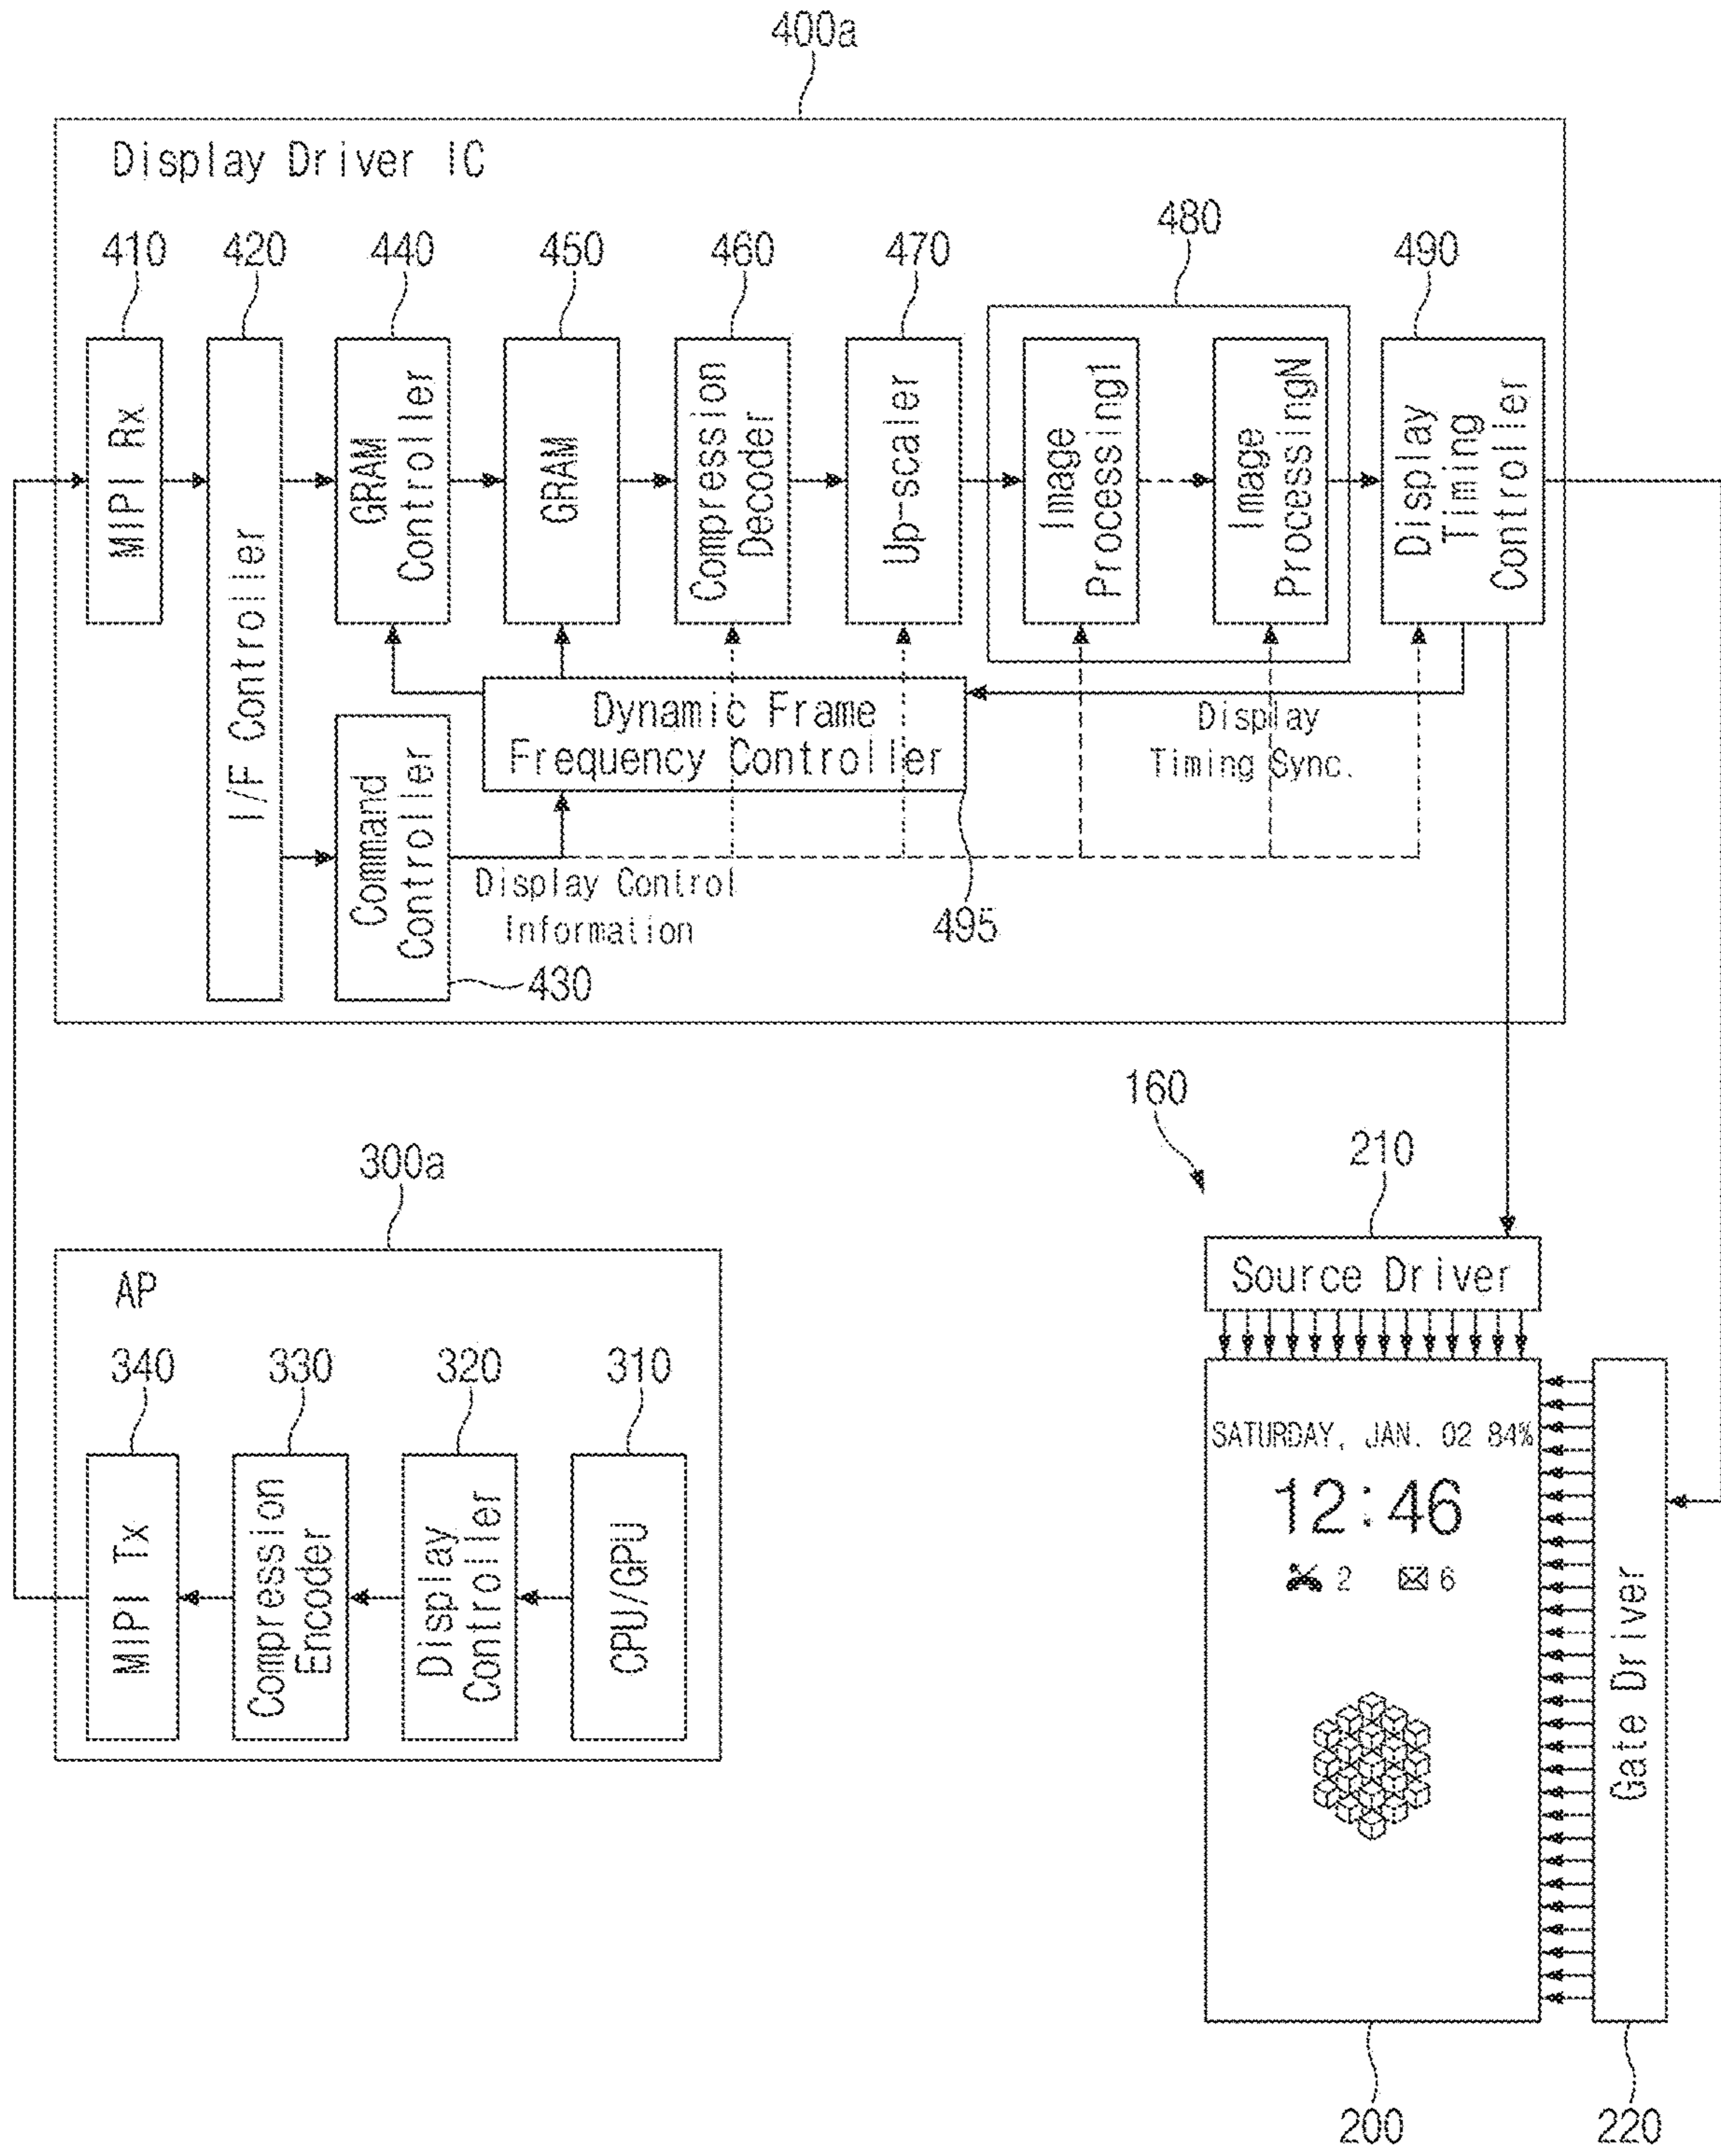 400a
Display Driver IC
410
420
440
450
460
470
480
490
MIPI Rx
I/F Controller
GRAM
Controller
GRAM
Compression
Decoder
Up-scaler
Image
Processing1
Image
ProcessingN
Display
Timing
Controller
Dynamic Frame
Frequency Controller
Display
Timing Sync.
Command
Controller
Display Control
Information
495
430
160
210
300a
Source Driver
AP
340
330
320
310
MIPI Tx
Compression
Encoder
Display
Controller
CPU/GPU
SATURDAY, JAN. 02 84%
12:46
2
6
Gate Driver
200
220